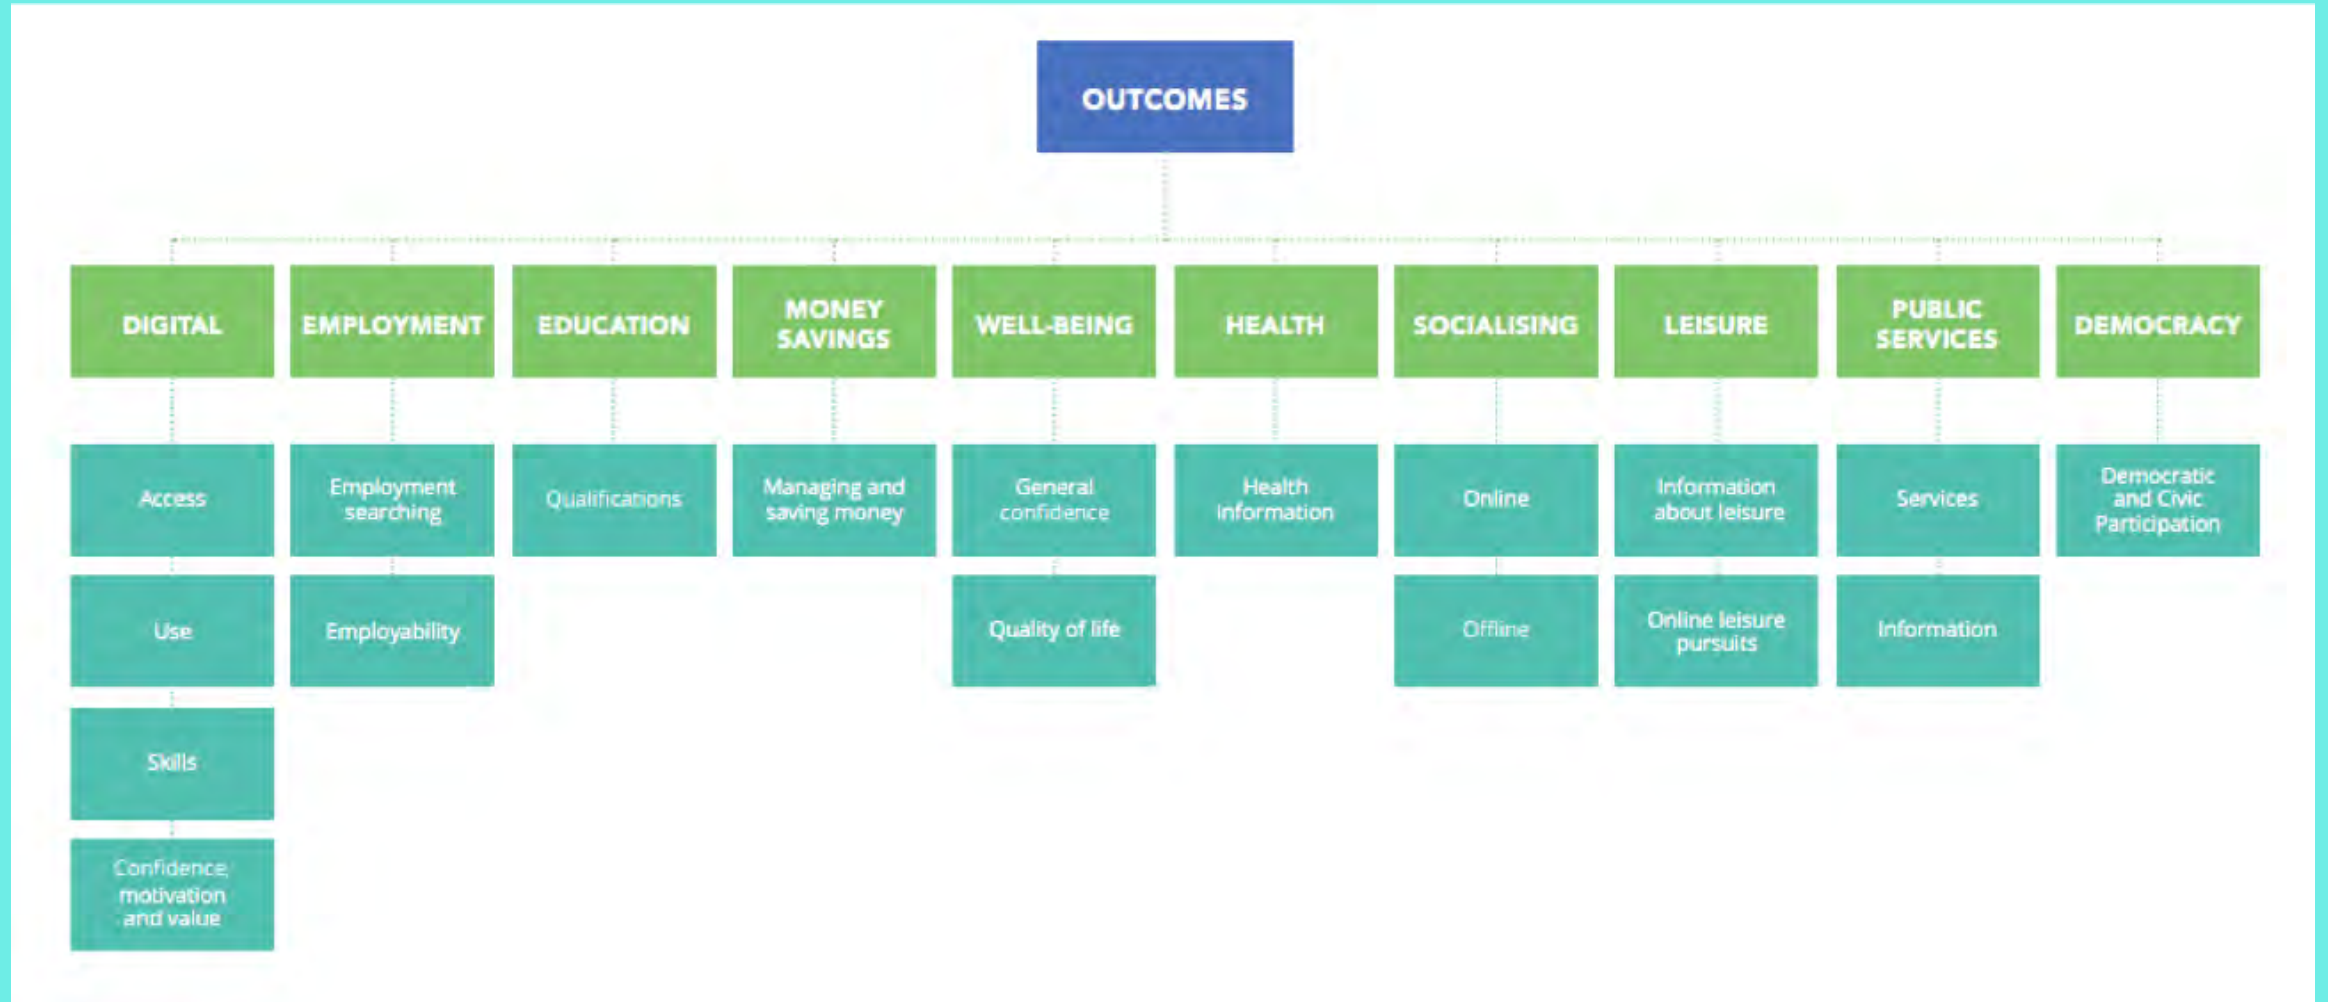 OUTCOMES
DIGITAL
EMPLOYMENT
EDUCATION
MONEY
SAVINGS
WELL-BEING
HEALTH
SOCIALISING
LEISURE
PUBLIC
SERVICES
DEMOCRACY
Access
Employment
searching
Qualifications
Managing and
saving money
General
confidence
Health
Information
Online
Information
about leisure
Services
Democratic
and Civic
Participation
Use
Employability
Quality of life
Offline
Online leisure
pursuits
Information
Skills
Confidence,
motivation
and value